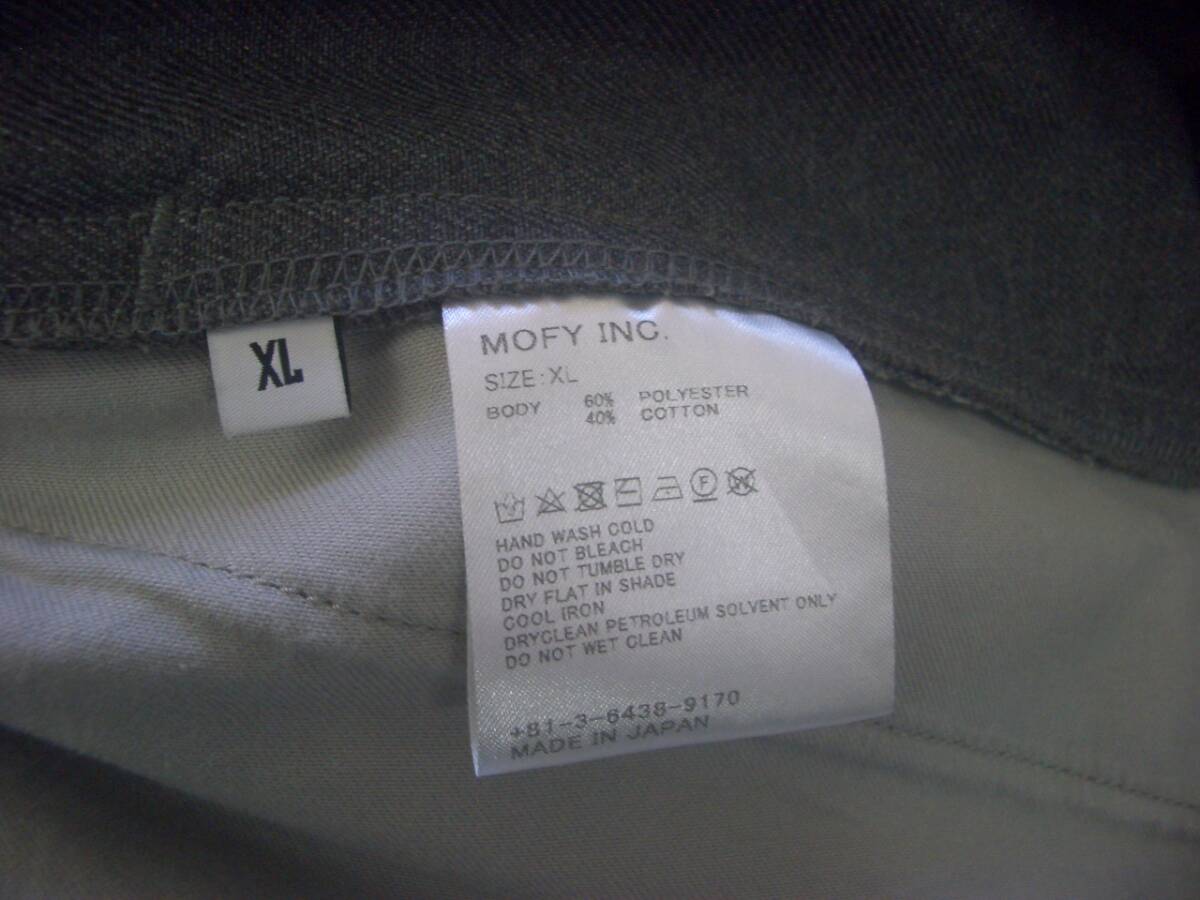 XL
MOFY INC.
SIZE:XL
BODY 60% POLYESTER
40% COTTON
F W
HAND WASH COLD
DO NOT BLEACH
DO NOT TUMBLE DRY
DRY FLAT IN SHADE
COOL IRON
DRYCLEAN PETROLEUM SOLVENT ONLY
DO NOT WET CLEAN
+81-3-6438-9170
MADE IN JAPAN